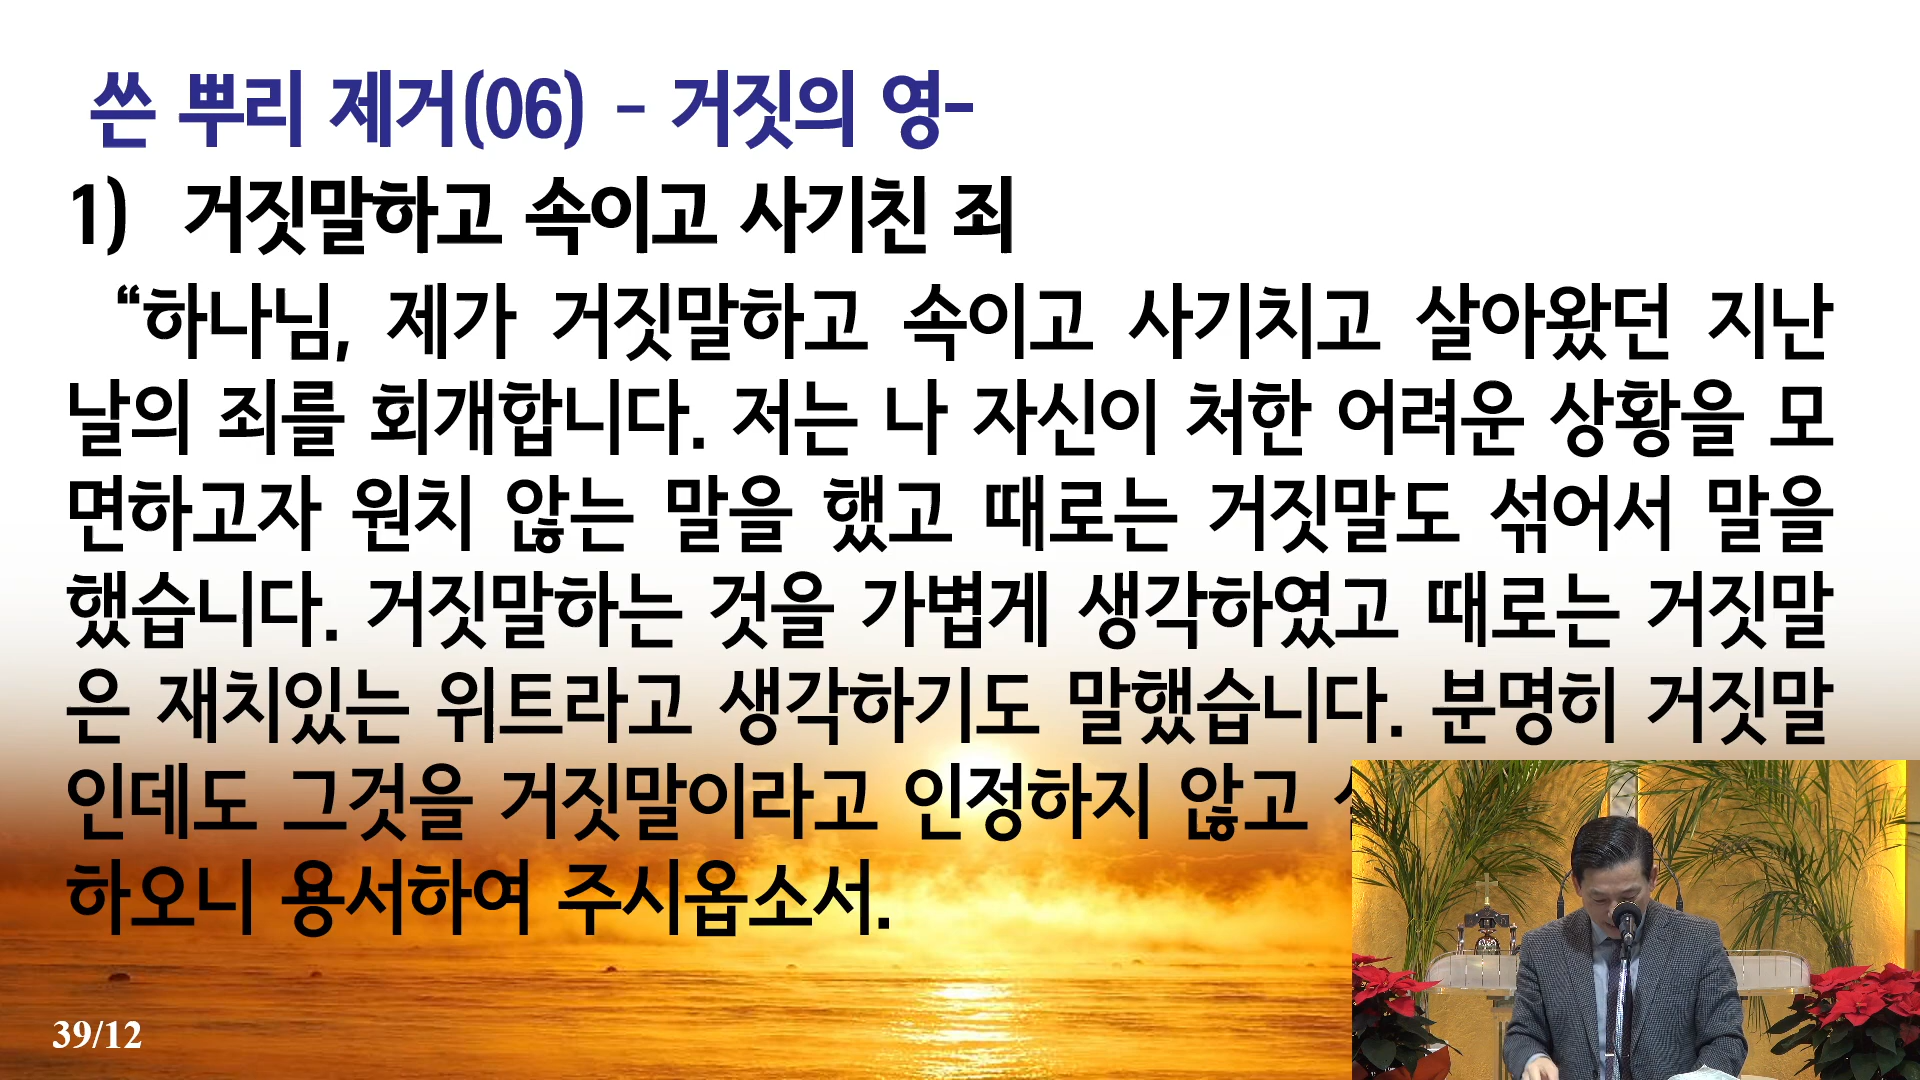 쓴 뿌리 제거(06) - 거짓의 영-
1) 거짓말하고 속이고 사기친 죄
“하나님, 제가 거짓말하고 속이고 사기치고 살아왔던 지난
날의 죄를 회개합니다. 저는 나 자신이 처한 어려운 상황을 모
면하고자 원치 않는 말을 했고 때로는 거짓말도 섞어서 말을
했습니다. 거짓말하는 것을 가볍게 생각하였고 때로는 거짓말
은 재치있는 위트라고 생각하기도 말했습니다. 분명히 거짓말
인데도 그것을 거짓말이라고 인정하지 않고
하오니 용서하여 주시옵소서.
39/12